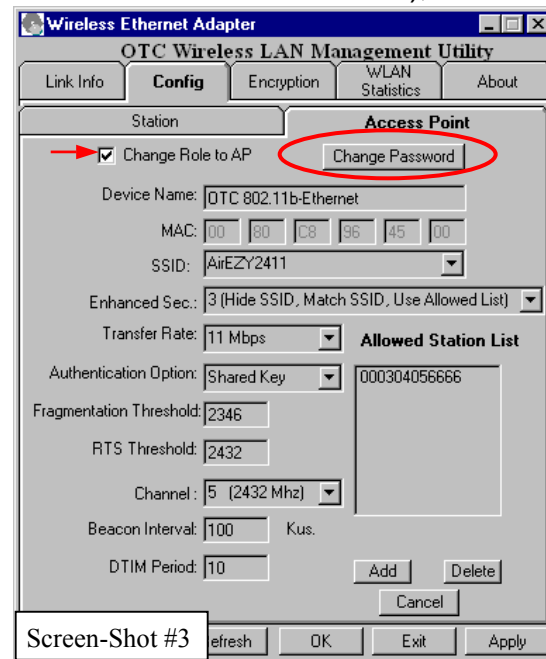 Wireless Ethernet Adapter
OTC Wireless LAN Management Utility
Link Info Config Encryption WLAN Statistics About
Station Access Point
Change Role to AP Change Password
Device Name: OTC 802.11b-Ethernet
MAC: 00 80 C8 96 45 00
SSID: AirEZY2411
Enhanced Sec.: 3 (Hide SSID, Match SSID, Use Allowed List)
Transfer Rate: 11 Mbps Allowed Station List
Authentication Option: Shared Key 000304056666
Fragmentation Threshold: 2346
RTS Threshold: 2432
Channel : 5 (2432 Mhz)
Beacon Interval: 100 Kus.
DTIM Period: 10 Add Delete
Cancel
Screen-Shot #3 efresh OK Exit Apply